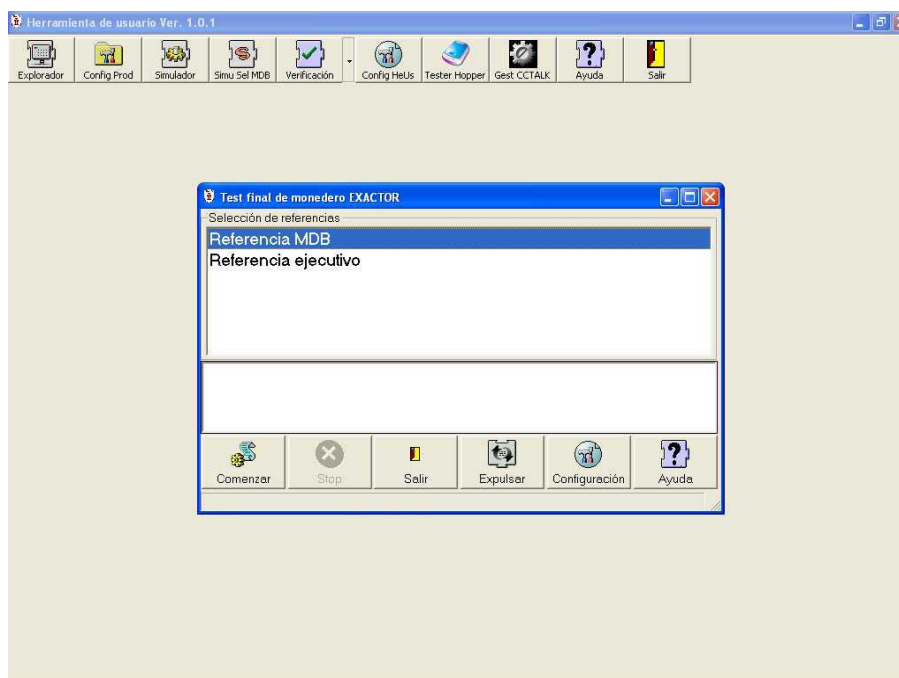 Herramienta de usuario Ver. 1.0.1
Explorador Config Prod Simulador Simu Sel MDB Verificación Config HeUs Tester Hopper Gest CCTALK Ayuda Salir
Test final de monedero EXACTOR
Selección de referencias
Referencia MDB
Referencia ejecutivo
Comenzar Stop Salir Expulsar Configuración Ayuda